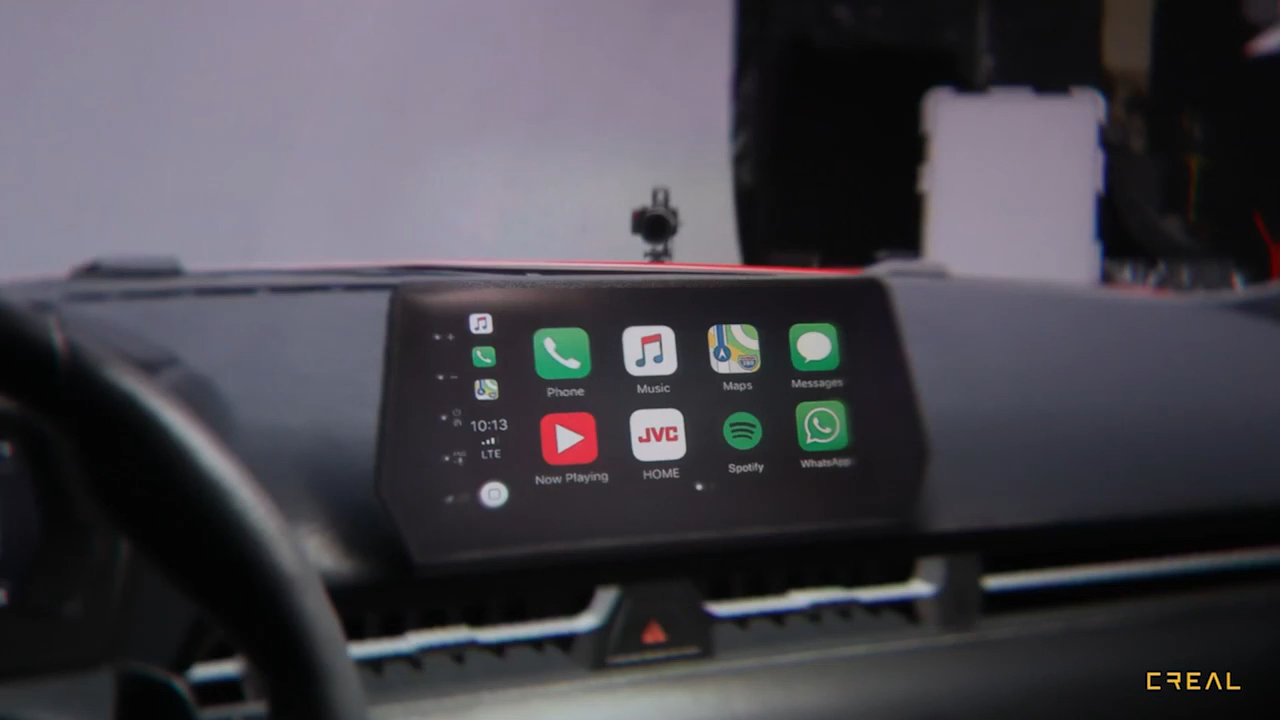 Phone Music Maps Messages
10:13
LTE
Now Playing JVC HOME Spotify WhatsApp
CREAL